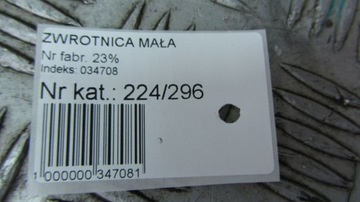 ZWROTNICA MAŁA
Nr fabr. 23%
Indeks: 034708
Nr kat.: 224/296
1 000000 347081